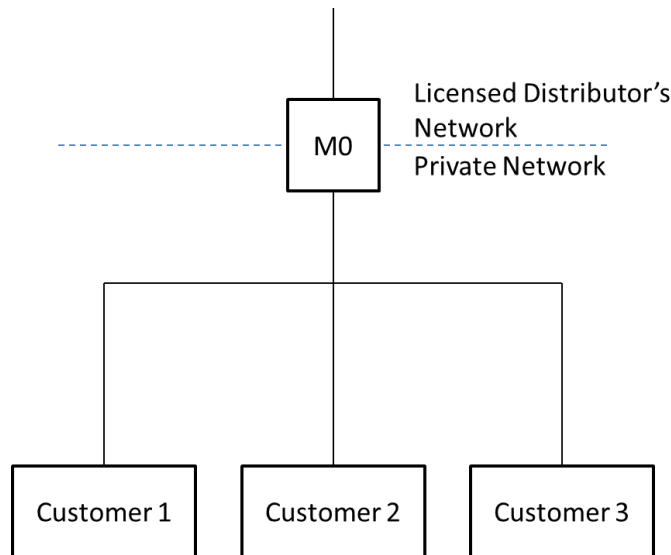 Licensed Distributor's
Network
M0
Private Network
Customer 1
Customer 2
Customer 3